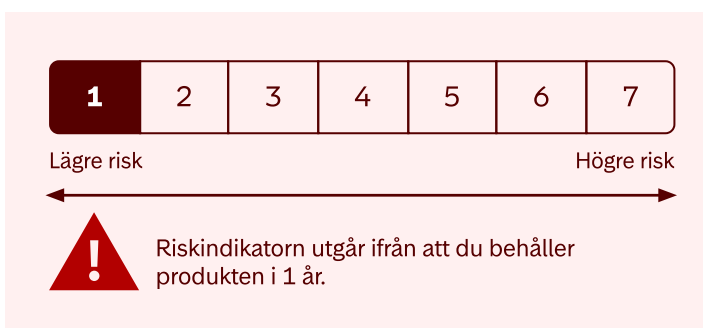 1 2 3 4 5 6 7
Lägre risk Högre risk
! Riskindikatorn utgår ifrån att du behåller
produkten i 1 år.